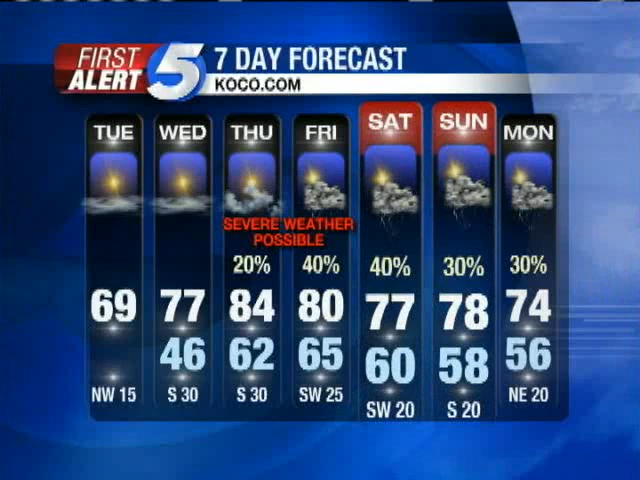 FIRST ALERT 5
7 DAY FORECAST
KOCO.COM
TUE WED THU FRI SAT SUN MON
SEVERE WEATHER
POSSIBLE
20% 40% 40% 30% 30%
69 77 84 80 77 78 74
46 62 65 60 58 56
NW 15 S 30 S 30 SW 25 SW 20 S 20 NE 20